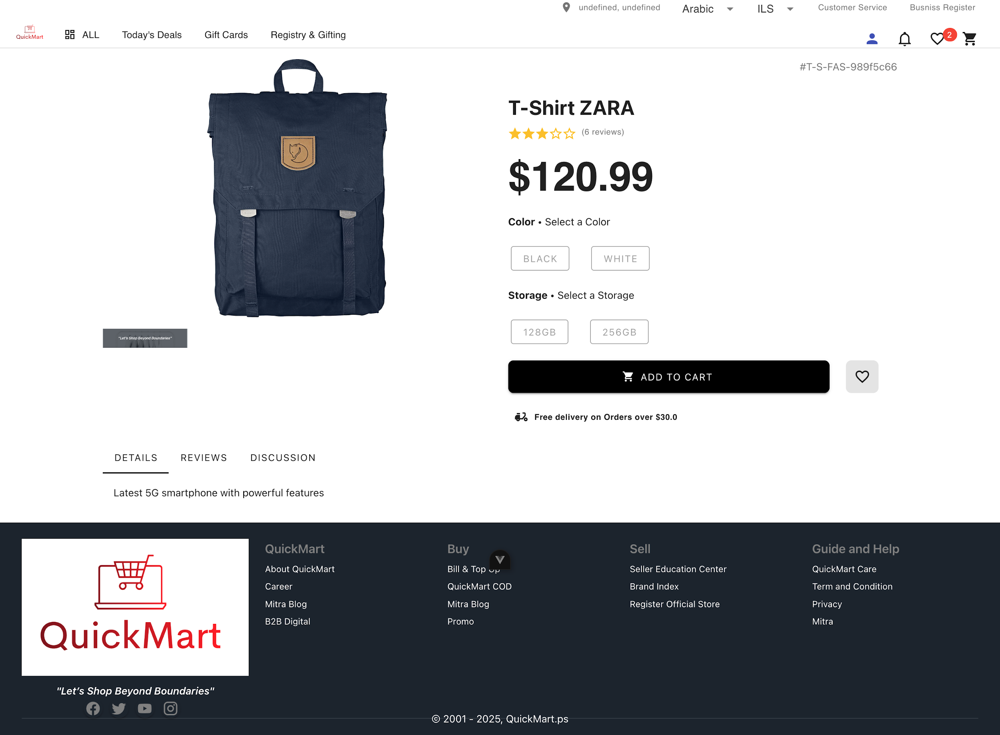 undefined, undefined
Arabic
ILS
Customer Service
Busniss Register
QuickMart
ALL
Today's Deals
Gift Cards
Registry & Gifting
2
#T-S-FAS-989f5c66
T-Shirt ZARA
(6 reviews)
$120.99
Color • Select a Color
BLACK
WHITE
Storage • Select a Storage
128GB
256GB
"Let's Shop Beyond Boundaries"
ADD TO CART
Free delivery on Orders over $30.0
DETAILS
REVIEWS
DISCUSSION
Latest 5G smartphone with powerful features
QuickMart
"Let's Shop Beyond Boundaries"
QuickMart
About QuickMart
Career
Mitra Blog
B2B Digital
Buy
Bill & Top Up
QuickMart COD
Mitra Blog
Promo
Sell
Seller Education Center
Brand Index
Register Official Store
Guide and Help
QuickMart Care
Term and Condition
Privacy
Mitra
© 2001 - 2025, QuickMart.ps